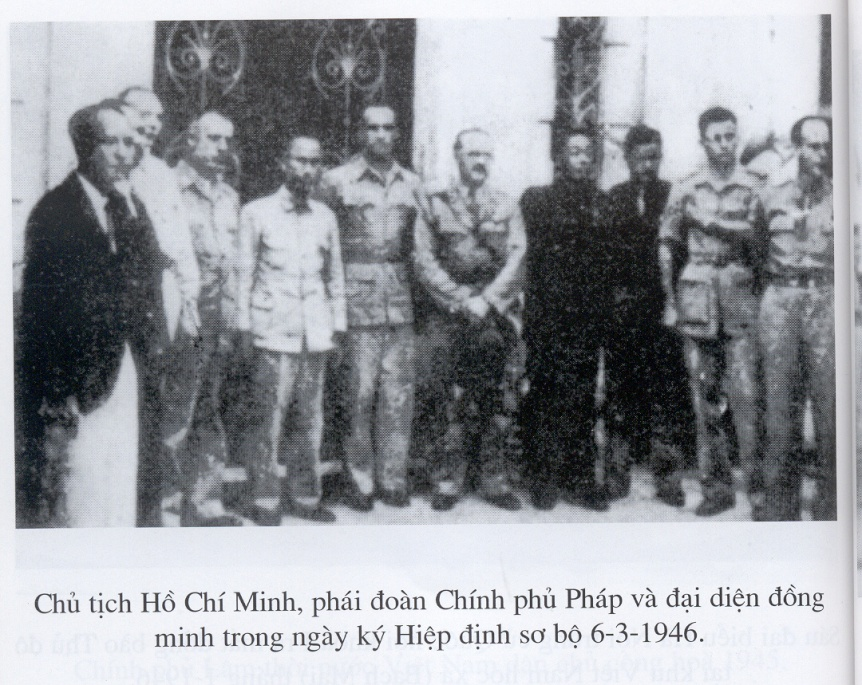 Chủ tịch Hồ Chí Minh, phái đoàn Chính phủ Pháp và đại diện đồng
minh trong ngày ký Hiệp định sơ bộ 6-3-1946.